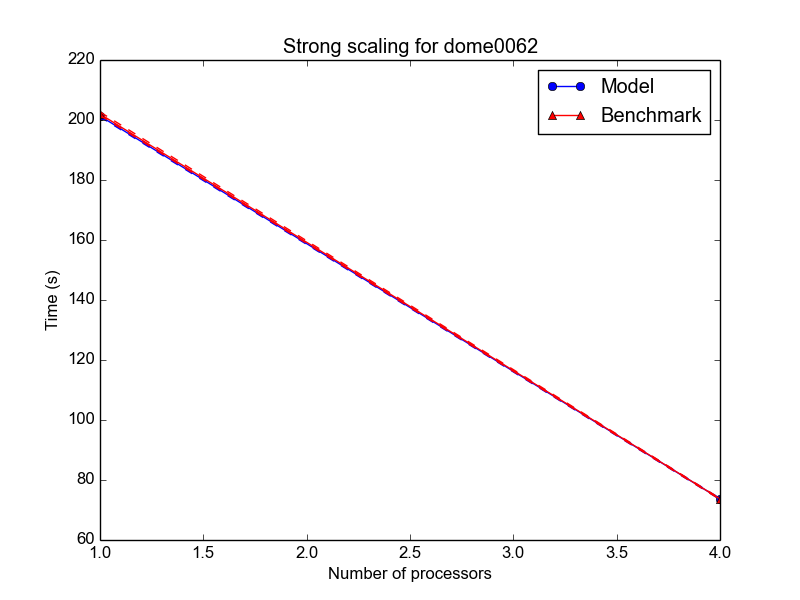 Strong scaling for dome0062
Model
Benchmark
220
200
180
160
140
120
100
80
60
Time (s)
1.0 1.5 2.0 2.5 3.0 3.5 4.0
Number of processors